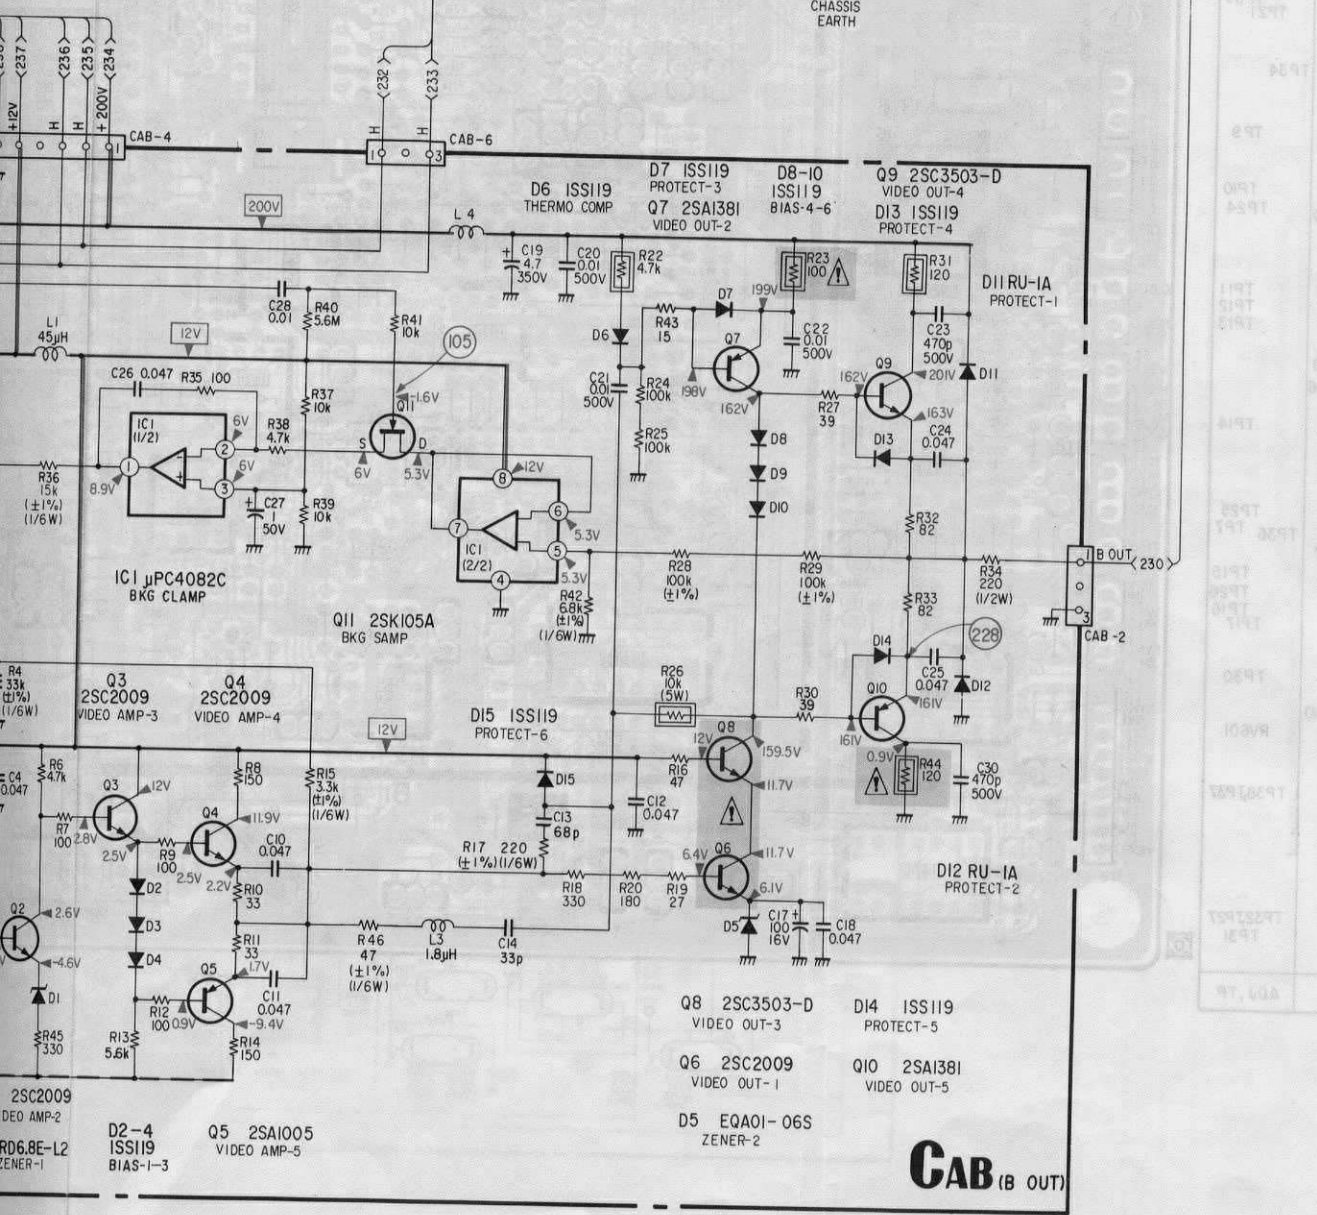 CHASSIS
EARTH
237
236
235
234
232
233
+12V
H
H
+ 200V
H
H
1
CAB-4
1
3
CAB-6
200V
L4
D6 ISS119
THERMO COMP
D7 ISS119
PROTECT-3
Q7 2SA1381
VIDEO OUT-2
D8-10
ISS119
BIAS-4-6
Q9 2SC3503-D
VIDEO OUT-4
D13 ISS119
PROTECT-4
D11 RU-1A
PROTECT-1
C19
4.7
350V
C20
0.01
500V
R22
4.7k
R23
100
R31
120
C28
0.01
R40
5.6M
R41
10k
105
L1
45µH
12V
D6
R43
15
D7
199V
Q7
C22
0.01
500V
C23
470p
500V
Q9
201V
D11
C26 0.047
R35 100
R37
10k
-1.6V
Q11
C21
0.01
500V
R24
100k
198V
162V
162V
R27
39
163V
C24
0.047
IC1
(1/2)
6V
2
R38
4.7k
S
D
6V
5.3V
R25
100k
D8
D9
D10
D13
1
6V
3
8.9V
R36
15k
(±1%)
(1/6W)
C27
1
50V
R39
10k
8
12V
7
6
5.3V
5
5.3V
4
IC1
(2/2)
R32
82
IC1 µPC4082C
BKG CLAMP
Q11 2SK105A
BKG SAMP
R42
6.8k
(±1%)
(1/6W)
R28
100k
(±1%)
R29
100k
(±1%)
R34
220
(1/2W)
1
B OUT
230
3
CAB-2
R33
82
228
D14
C25
0.047
D12
R4
33k
(±1%)
(1/6W)
Q3
2SC2009
VIDEO AMP-3
Q4
2SC2009
VIDEO AMP-4
D15 ISS119
PROTECT-6
12V
R26
10k
(5W)
R30
39
Q10
161V
161V
Q8
12V
159.5V
11.7V
0.9V
R44
120
C30
470p
500V
C4
0.047
R6
4.7k
Q3
12V
R8
150
R15
3.3k
(±1%)
(1/6W)
D15
C12
0.047
R16
47
R7
100
2.8V
2.5V
R9
100
Q4
11.9V
2.5V
2.2V
C10
0.047
C13
68p
R17 220
(±1%)(1/6W)
6.4V
Q6
11.7V
6.1V
D12 RU-1A
PROTECT-2
D2
R10
33
R18
330
R20
180
R19
27
Q2
2.6V
D3
R11
33
R46
47
(±1%)
(1/6W)
L3
1.8µH
C14
33p
D5
C17
100
16V
C18
0.047
-4.6V
D4
Q5
1.7V
D1
R12
100
0.9V
C11
0.047
-9.4V
R45
330
R13
5.6k
R14
150
Q8 2SC3503-D
VIDEO OUT-3
D14 ISS119
PROTECT-5
Q6 2SC2009
VIDEO OUT-1
Q10 2SA1381
VIDEO OUT-5
D5 EQA01-06S
ZENER-2
2SC2009
DEO AMP-2
RD6.8E-L2
ZENER-1
D2-4
ISS119
BIAS-1-3
Q5 2SA1005
VIDEO AMP-5
CAB (B OUT)